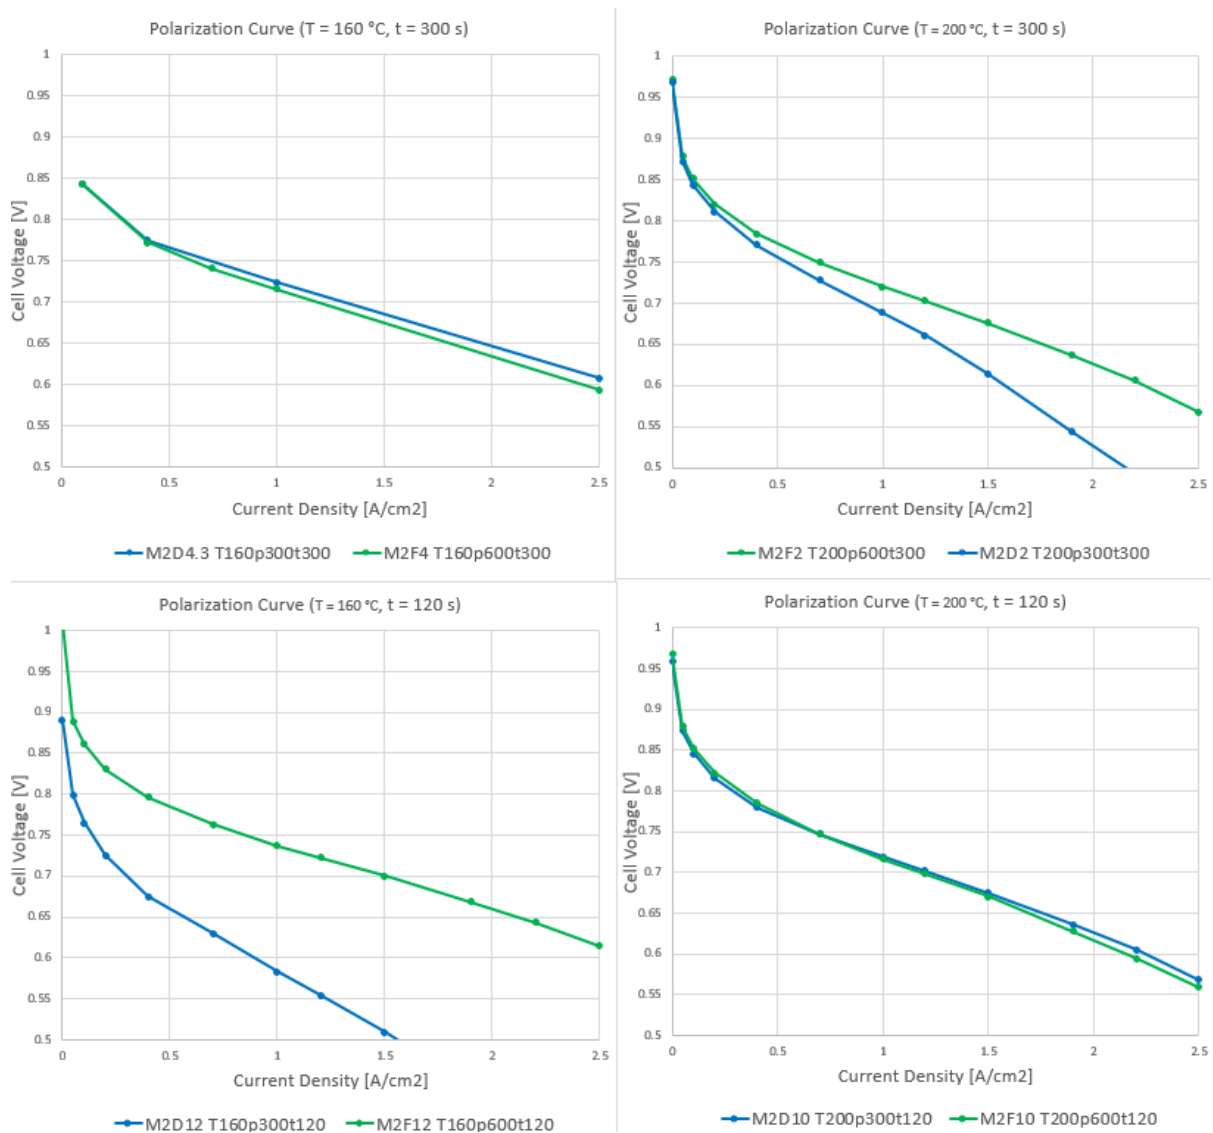 Polarization Curve (T = 160 °C, t = 300 s)
1
0.95
0.9
0.85
0.8
0.75
0.7
0.65
0.6
0.55
0.5
Cell Voltage [V]
0 0.5 1 1.5 2 2.5
Current Density [A/cm2]
M2D4.3 T160p300t300 M2F4 T160p600t300
Polarization Curve (T = 200 °C, t = 300 s)
1
0.95
0.9
0.85
0.8
0.75
0.7
0.65
0.6
0.55
0.5
Cell Voltage [V]
0 0.5 1 1.5 2 2.5
Current Density [A/cm2]
M2F2 T200p600t300 M2D2 T200p300t300
Polarization Curve (T = 160 °C, t = 120 s)
1
0.95
0.9
0.85
0.8
0.75
0.7
0.65
0.6
0.55
0.5
Cell Voltage [V]
0 0.5 1 1.5 2 2.5
Current Density [A/cm2]
M2D12 T160p300t120 M2F12 T160p600t120
Polarization Curve (T = 200 °C, t = 120 s)
1
0.95
0.9
0.85
0.8
0.75
0.7
0.65
0.6
0.55
0.5
Cell Voltage [V]
0 0.5 1 1.5 2 2.5
Current Density [A/cm2]
M2D10 T200p300t120 M2F10 T200p600t120